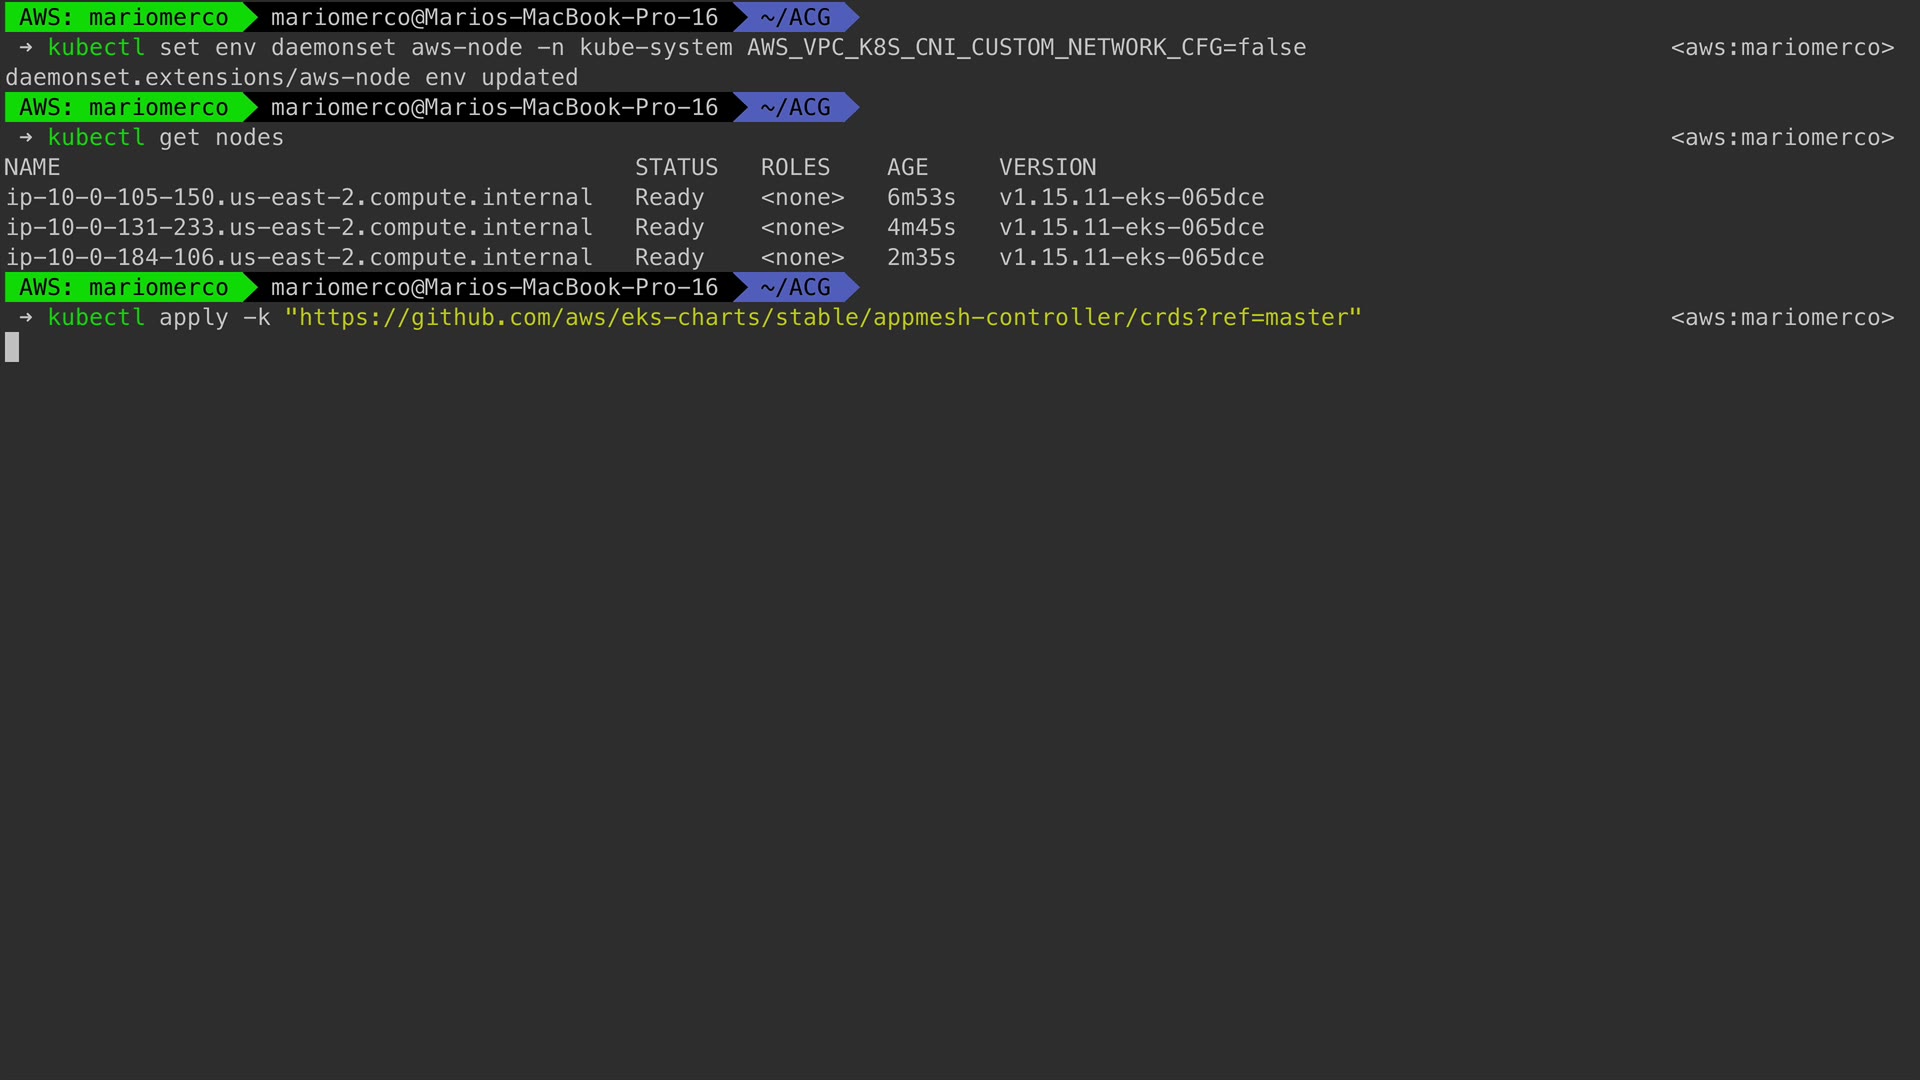 AWS: mariomerco mariomerco@Marios-MacBook-Pro-16 ~/ACG
→ kubectl set env daemonset aws-node -n kube-system AWS_VPC_K8S_CNI_CUSTOM_NETWORK_CFG=false <aws:mariomerco>
daemonset.extensions/aws-node env updated
AWS: mariomerco mariomerco@Marios-MacBook-Pro-16 ~/ACG
→ kubectl get nodes <aws:mariomerco>
NAME STATUS ROLES AGE VERSION
ip-10-0-105-150.us-east-2.compute.internal Ready <none> 6m53s v1.15.11-eks-065dce
ip-10-0-131-233.us-east-2.compute.internal Ready <none> 4m45s v1.15.11-eks-065dce
ip-10-0-184-106.us-east-2.compute.internal Ready <none> 2m35s v1.15.11-eks-065dce
AWS: mariomerco mariomerco@Marios-MacBook-Pro-16 ~/ACG
→ kubectl apply -k "https://github.com/aws/eks-charts/stable/appmesh-controller/crds?ref=master" <aws:mariomerco>